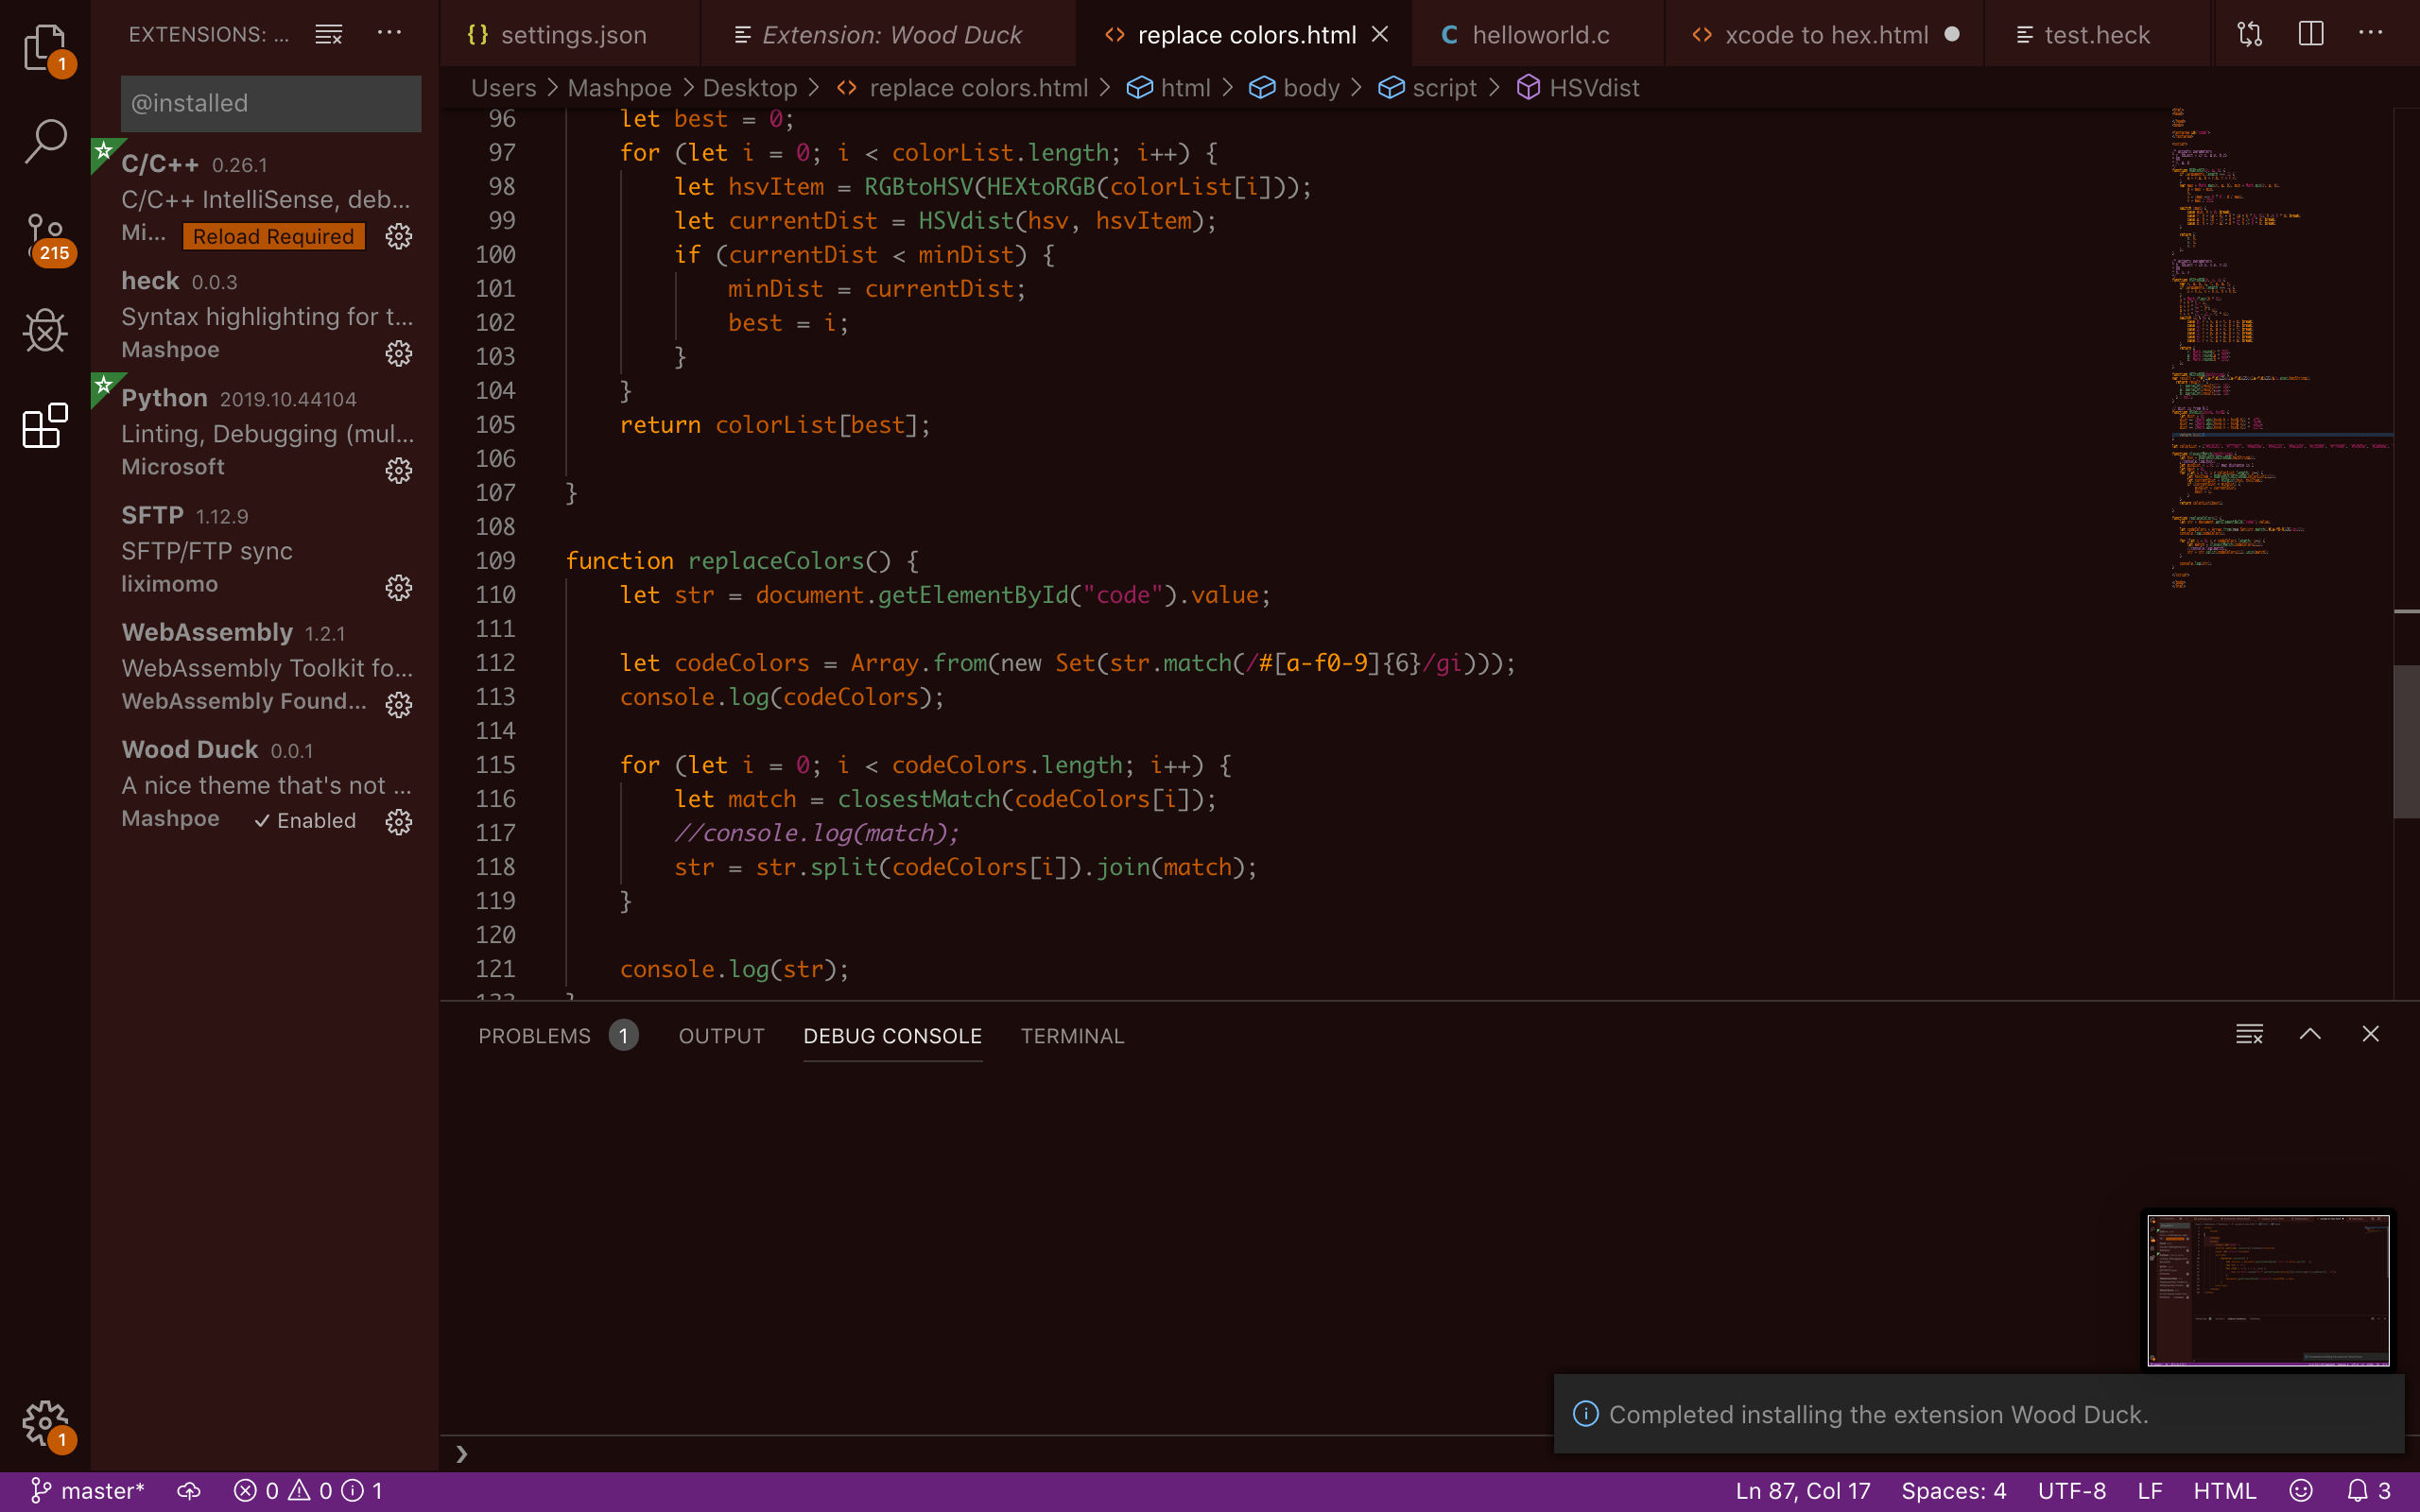 EXTENSIONS: ...
settings.json
Extension: Wood Duck
replace colors.html
helloworld.c
xcode to hex.html
test.heck
Users > Mashpoe > Desktop > replace colors.html > html > body > script > HSVdist
1
215
@installed
C/C++ 0.26.1
C/C++ IntelliSense, deb...
Mi... Reload Required
heck 0.0.3
Syntax highlighting for t...
Mashpoe
Python 2019.10.44104
Linting, Debugging (mul...
Microsoft
SFTP 1.12.9
SFTP/FTP sync
liximomo
WebAssembly 1.2.1
WebAssembly Toolkit fo...
WebAssembly Found...
Wood Duck 0.0.1
A nice theme that's not ...
Mashpoe ✓ Enabled
1
96 let best = 0;
97 for (let i = 0; i < colorList.length; i++) {
98 let hsvItem = RGBtoHSV(HEXtoRGB(colorList[i]));
99 let currentDist = HSVdist(hsv, hsvItem);
100 if (currentDist < minDist) {
101 minDist = currentDist;
102 best = i;
103 }
104 }
105 return colorList[best];
106
107 }
108
109 function replaceColors() {
110 let str = document.getElementById("code").value;
111
112 let codeColors = Array.from(new Set(str.match(/#[a-f0-9]{6}/gi)));
113 console.log(codeColors);
114
115 for (let i = 0; i < codeColors.length; i++) {
116 let match = closestMatch(codeColors[i]);
117 //console.log(match);
118 str = str.split(codeColors[i]).join(match);
119 }
120
121 console.log(str);
PROBLEMS 1 OUTPUT DEBUG CONSOLE TERMINAL
Completed installing the extension Wood Duck.
master* 0 0 1
Ln 87, Col 17 Spaces: 4 UTF-8 LF HTML 3